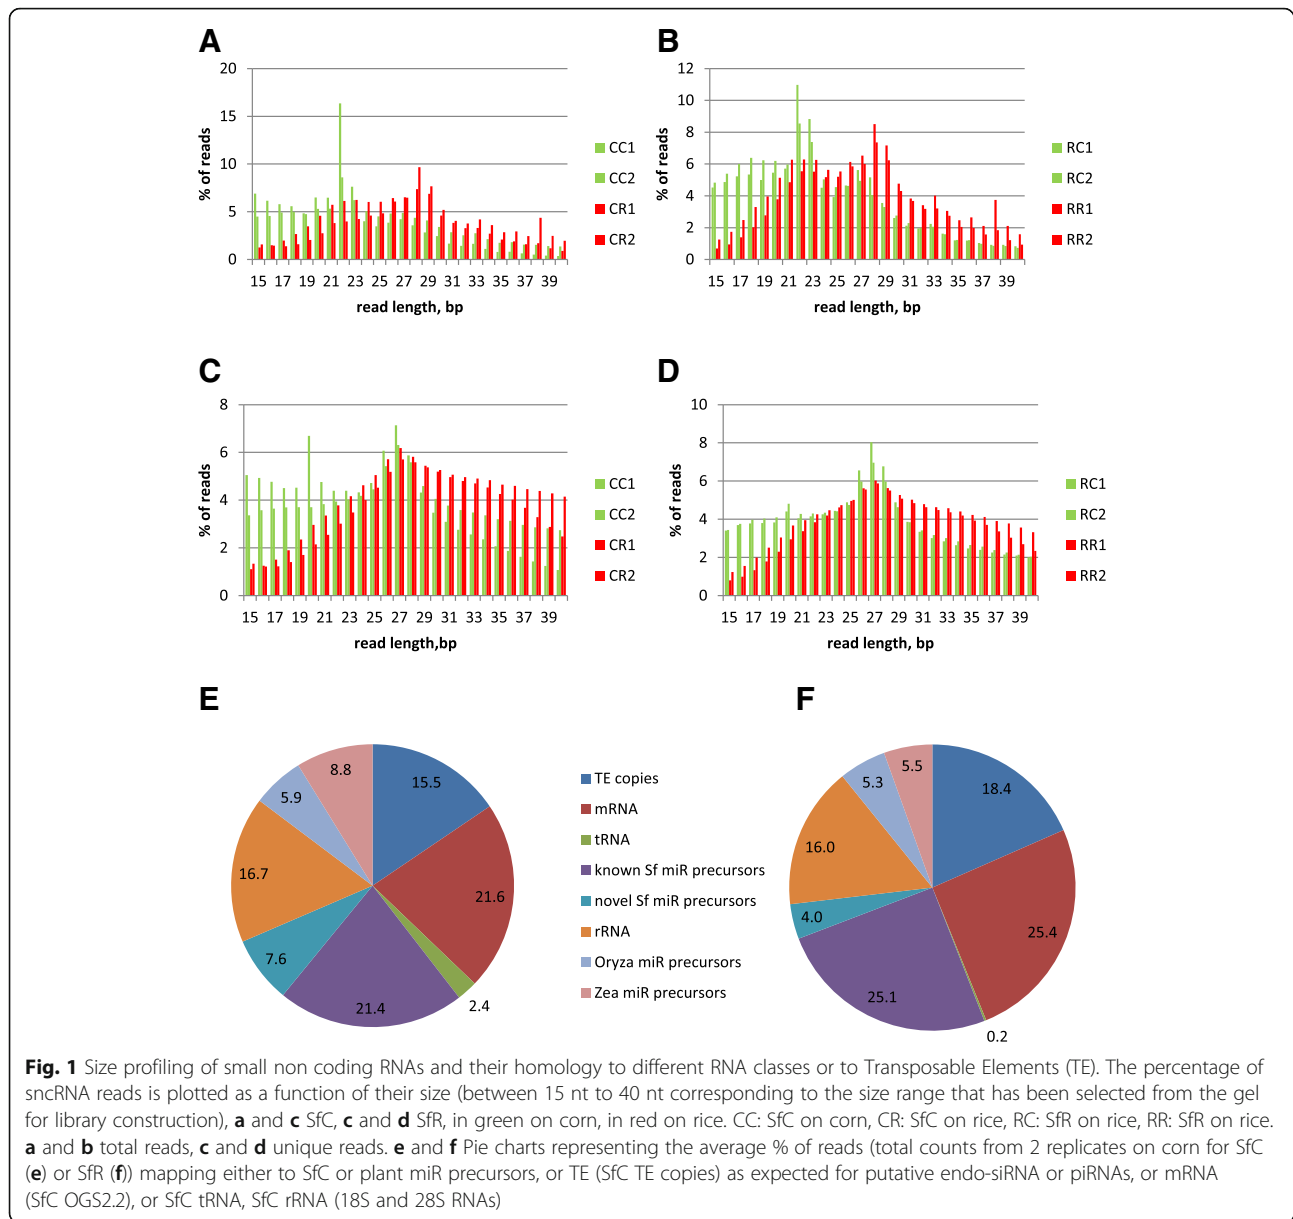 A
20
15
10
5
0
% of reads
15 17 19 21 23 25 27 29 31 33 35 37 39
read length, bp
CC1
CC2
CR1
CR2
B
12
10
8
6
4
2
0
% of reads
15 17 19 21 23 25 27 29 31 33 35 37 39
read length, bp
RC1
RC2
RR1
RR2
C
8
6
4
2
0
% of reads
15 17 19 21 23 25 27 29 31 33 35 37 39
read length,bp
CC1
CC2
CR1
CR2
D
10
8
6
4
2
0
% of reads
15 17 19 21 23 25 27 29 31 33 35 37 39
read length, bp
RC1
RC2
RR1
RR2
E
15.5
21.6
2.4
21.4
7.6
16.7
5.9
8.8
TE copies
mRNA
tRNA
known Sf miR precursors
novel Sf miR precursors
rRNA
Oryza miR precursors
Zea miR precursors
F
18.4
25.4
0.2
25.1
4.0
16.0
5.3
5.5
Fig. 1 Size profiling of small non coding RNAs and their homology to different RNA classes or to Transposable Elements (TE). The percentage of
sncRNA reads is plotted as a function of their size (between 15 nt to 40 nt corresponding to the size range that has been selected from the gel
for library construction), a and c SfC, c and d SfR, in green on corn, in red on rice. CC: SfC on corn, CR: SfC on rice, RC: SfR on rice, RR: SfR on rice.
a and b total reads, c and d unique reads. e and f Pie charts representing the average % of reads (total counts from 2 replicates on corn for SfC
(e) or SfR (f)) mapping either to SfC or plant miR precursors, or TE (SfC TE copies) as expected for putative endo-siRNA or piRNAs, or mRNA
(SfC OGS2.2), or SfC tRNA, SfC rRNA (18S and 28S RNAs)